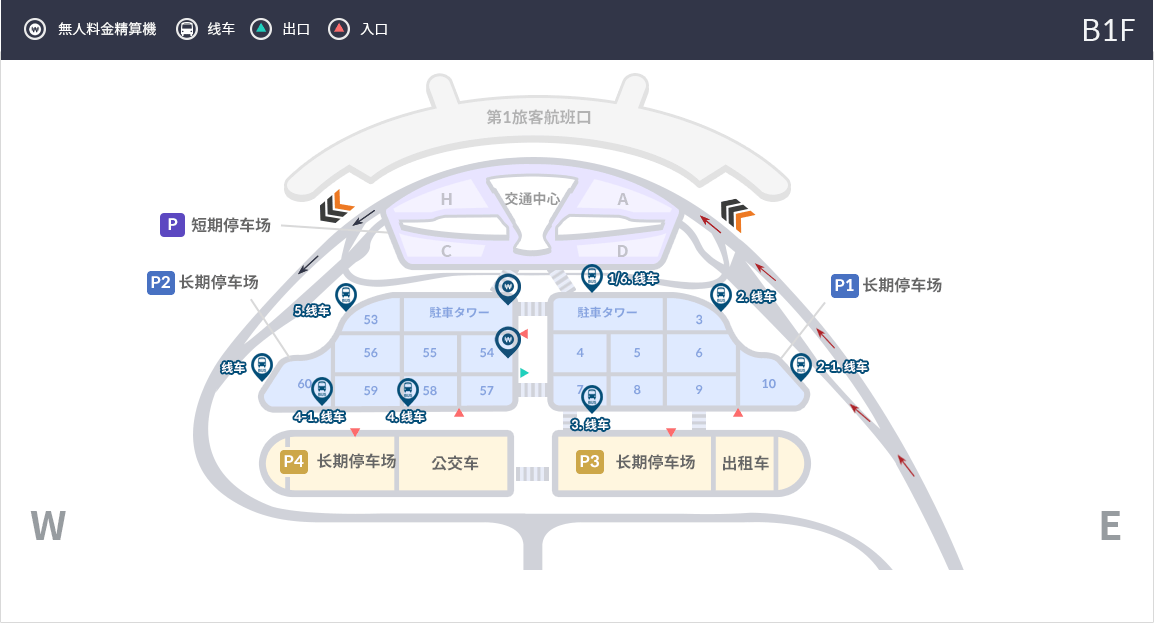 無人料金精算機 线车 出口 入口 B1F
第1旅客航班口
H 交通中心 A
P 短期停车场
C D
P2 长期停车场
P1 长期停车场
1/6. 线车
2. 线车
5.线车
53 駐車タワー 駐車タワー 3
56 55 54 4 5 6
线车 2-1. 线车
60 59 58 57 7 8 9 10
4-1. 线车 4. 线车 3. 线车
P4 长期停车场 公交车 P3 长期停车场 出租车
W E